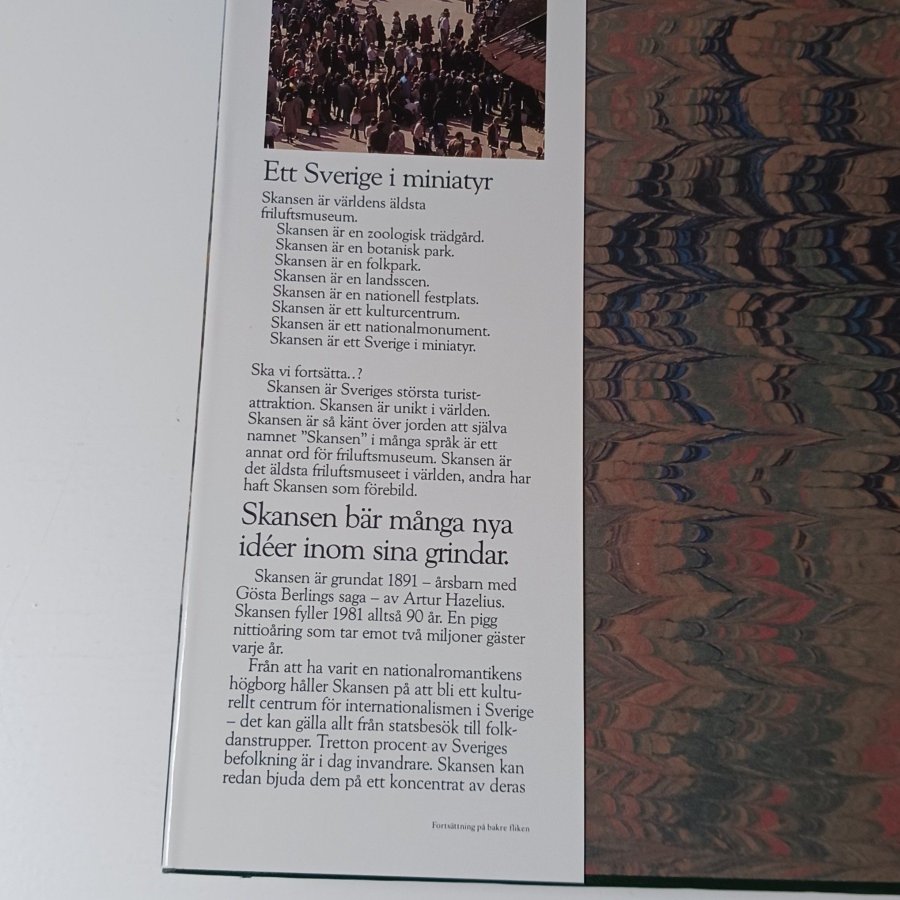 Ett Sverige i miniatyr
Skansen är världens äldsta
friluftsmuseum.
Skansen är en zoologisk trädgård.
Skansen är en botanisk park.
Skansen är en folkpark.
Skansen är en landsscen.
Skansen är en nationell festplats.
Skansen är ett kulturcentrum.
Skansen är ett nationalmonument.
Skansen är ett Sverige i miniatyr.
Ska vi fortsätta..?
Skansen är Sveriges störtsta turist-
attraktion. Skansen är unikt i världen.
Skansen är så känt över jorden att själva
namnet ”Skansen” i många språk är ett
annat ord för friluftsmuseum. Skansen är
det äldsta friluftsmuseet i världen, andra har
haft Skansen som förebild.
Skansen bär många nya
idéer inom sina grindar.
Skansen är grundat 1891 – årsbarn med
Gösta Berlings saga – av Artur Hazelius.
Skansen fyller 1981 alltså 90 år. En pigg
nittioåring som tar emot två miljoner gäster
varje år.
Från att ha varit en nationalromantikens
högborg håller Skansen på att bli ett kultu-
rellt centrum för internationalismen i Sverige
– det kan gälla allt från statsbesök till folk-
danstrupper. Tretton procent av Sveriges
befolkning är i dag invandrare. Skansen kan
redan bjuda dem på ett koncentrat av deras
Fortsättning på bakre fliken